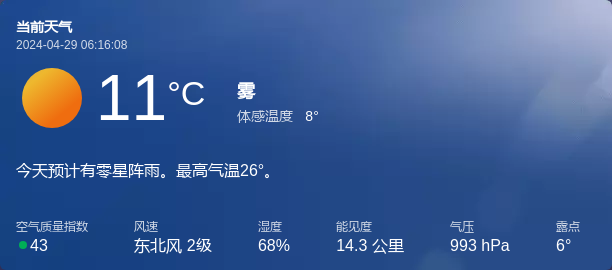 当前天气
2024-04-29 06:16:08
11°C
雾
体感温度 8°
今天预计有零星阵雨。最高气温26°。
空气质量指数 风速 湿度 能见度 气压 露点
43 东北风 2级 68% 14.3 公里 993 hPa 6°